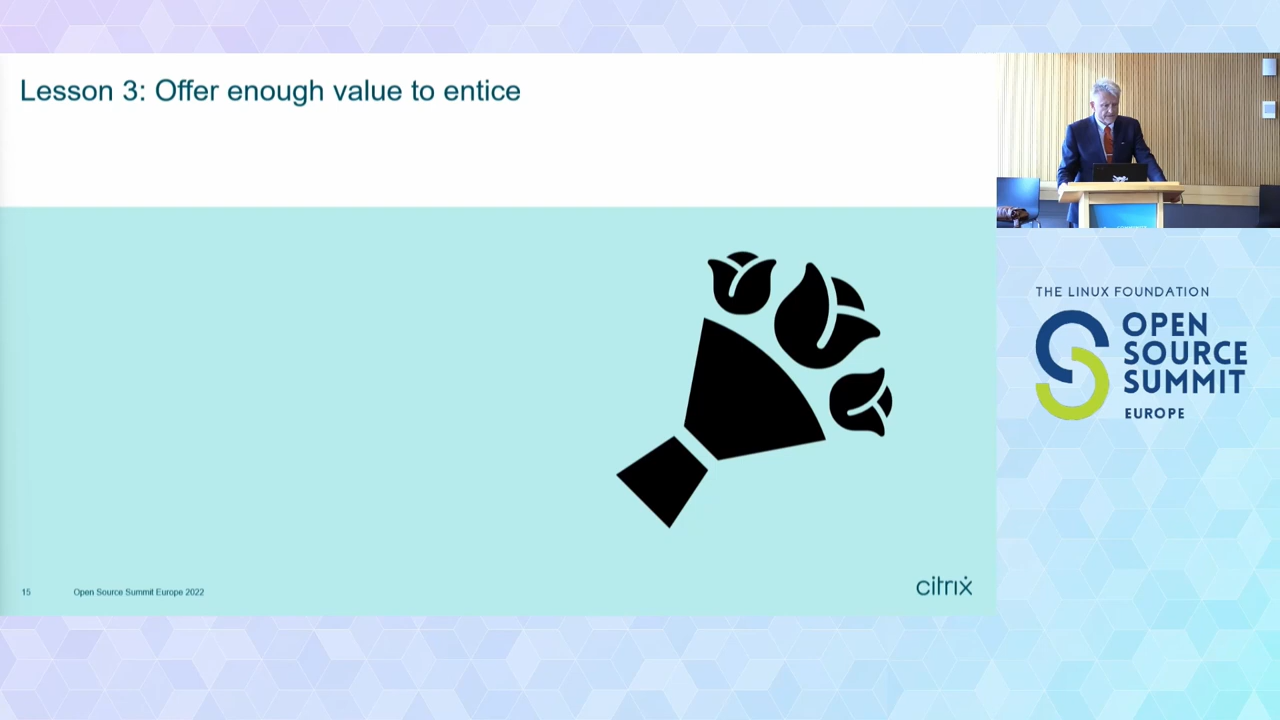 Lesson 3: Offer enough value to entice
15
Open Source Summit Europe 2022
citrix
THE LINUX FOUNDATION
OPEN
SOURCE
SUMMIT
EUROPE